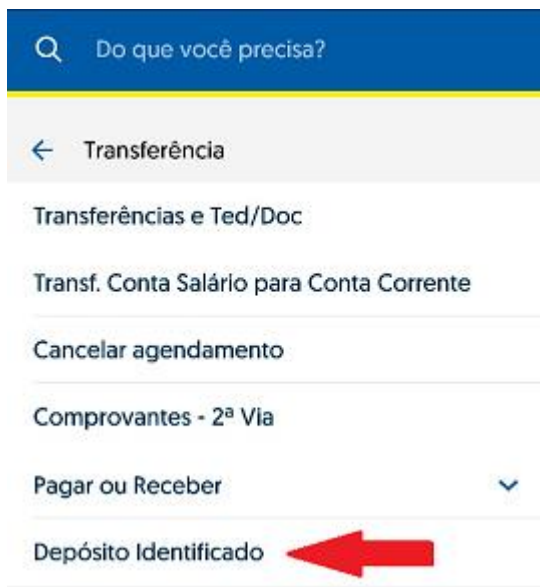 Do que você precisa?
Transferência
Transferências e Ted/Doc
Transf. Conta Salário para Conta Corrente
Cancelar agendamento
Comprovantes - 2ª Via
Pagar ou Receber
Depósito Identificado